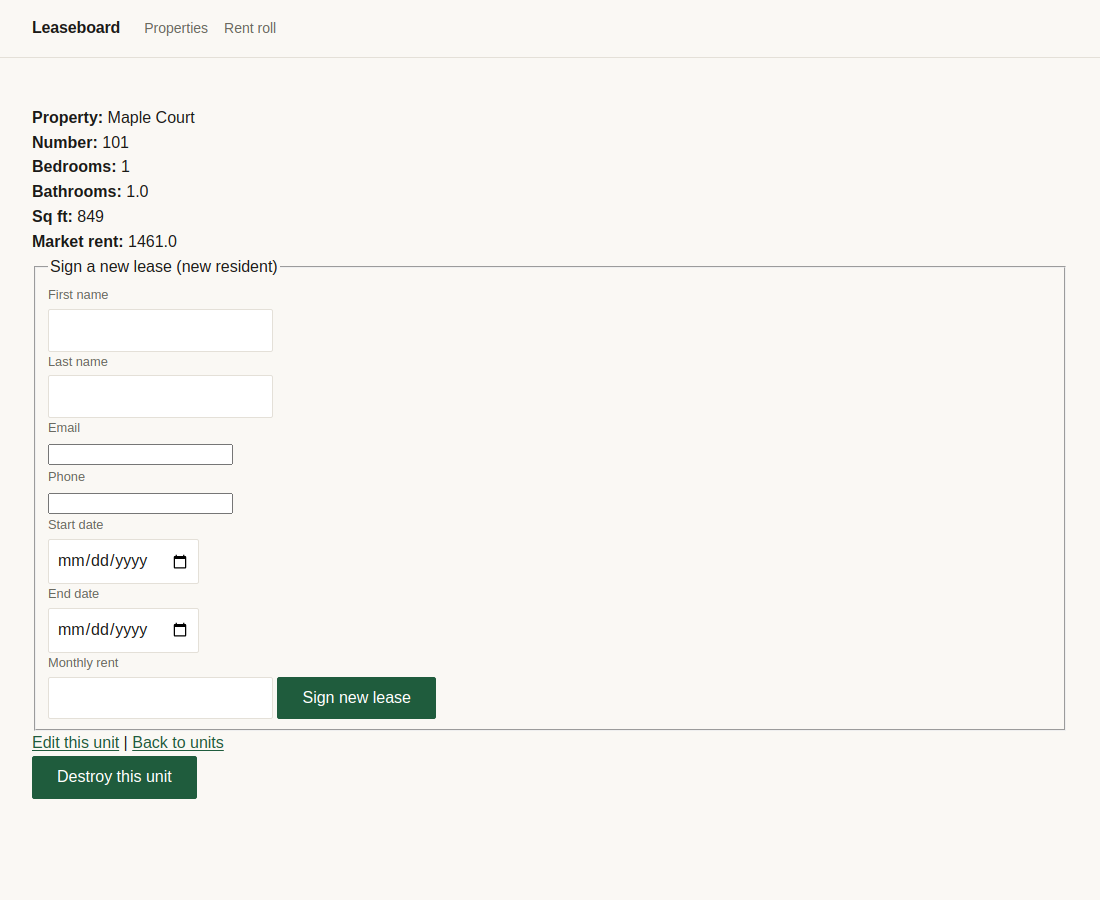 Leaseboard Properties Rent roll
Property: Maple Court
Number: 101
Bedrooms: 1
Bathrooms: 1.0
Sq ft: 849
Market rent: 1461.0
Sign a new lease (new resident)
First name
Last name
Email
Phone
Start date
mm/dd/yyyy
End date
mm/dd/yyyy
Monthly rent
Sign new lease
Edit this unit | Back to units
Destroy this unit